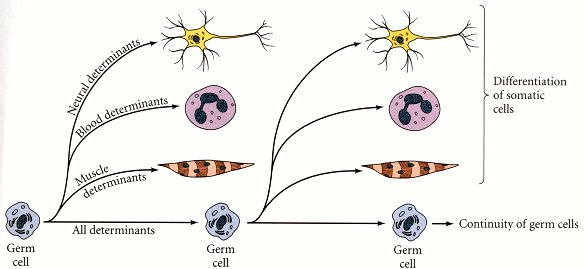 Neural determinants
Blood determinants
Muscle
determinants
All determinants
Germ
cell
Germ
cell
Germ
cell
Differentiation
of somatic
cells
Continuity of germ cells